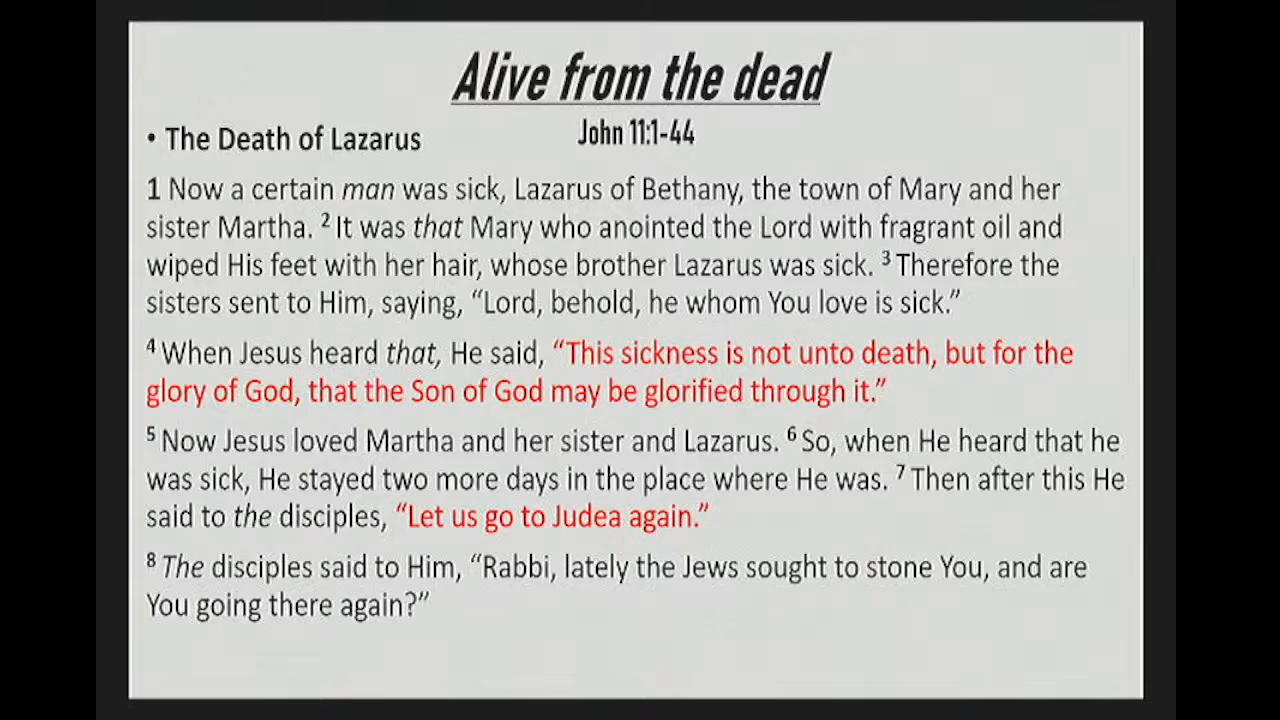 Alive from the dead
• The Death of Lazarus
John 11:1-44
1 Now a certain man was sick, Lazarus of Bethany, the town of Mary and her
sister Martha. 2 It was that Mary who anointed the Lord with fragrant oil and
wiped His feet with her hair, whose brother Lazarus was sick. 3 Therefore the
sisters sent to Him, saying, “Lord, behold, he whom You love is sick.”
4 When Jesus heard that, He said, “This sickness is not unto death, but for the
glory of God, that the Son of God may be glorified through it.”
5 Now Jesus loved Martha and her sister and Lazarus. 6 So, when He heard that he
was sick, He stayed two more days in the place where He was. 7 Then after this He
said to the disciples, “Let us go to Judea again.”
8 The disciples said to Him, “Rabbi, lately the Jews sought to stone You, and are
You going there again?”